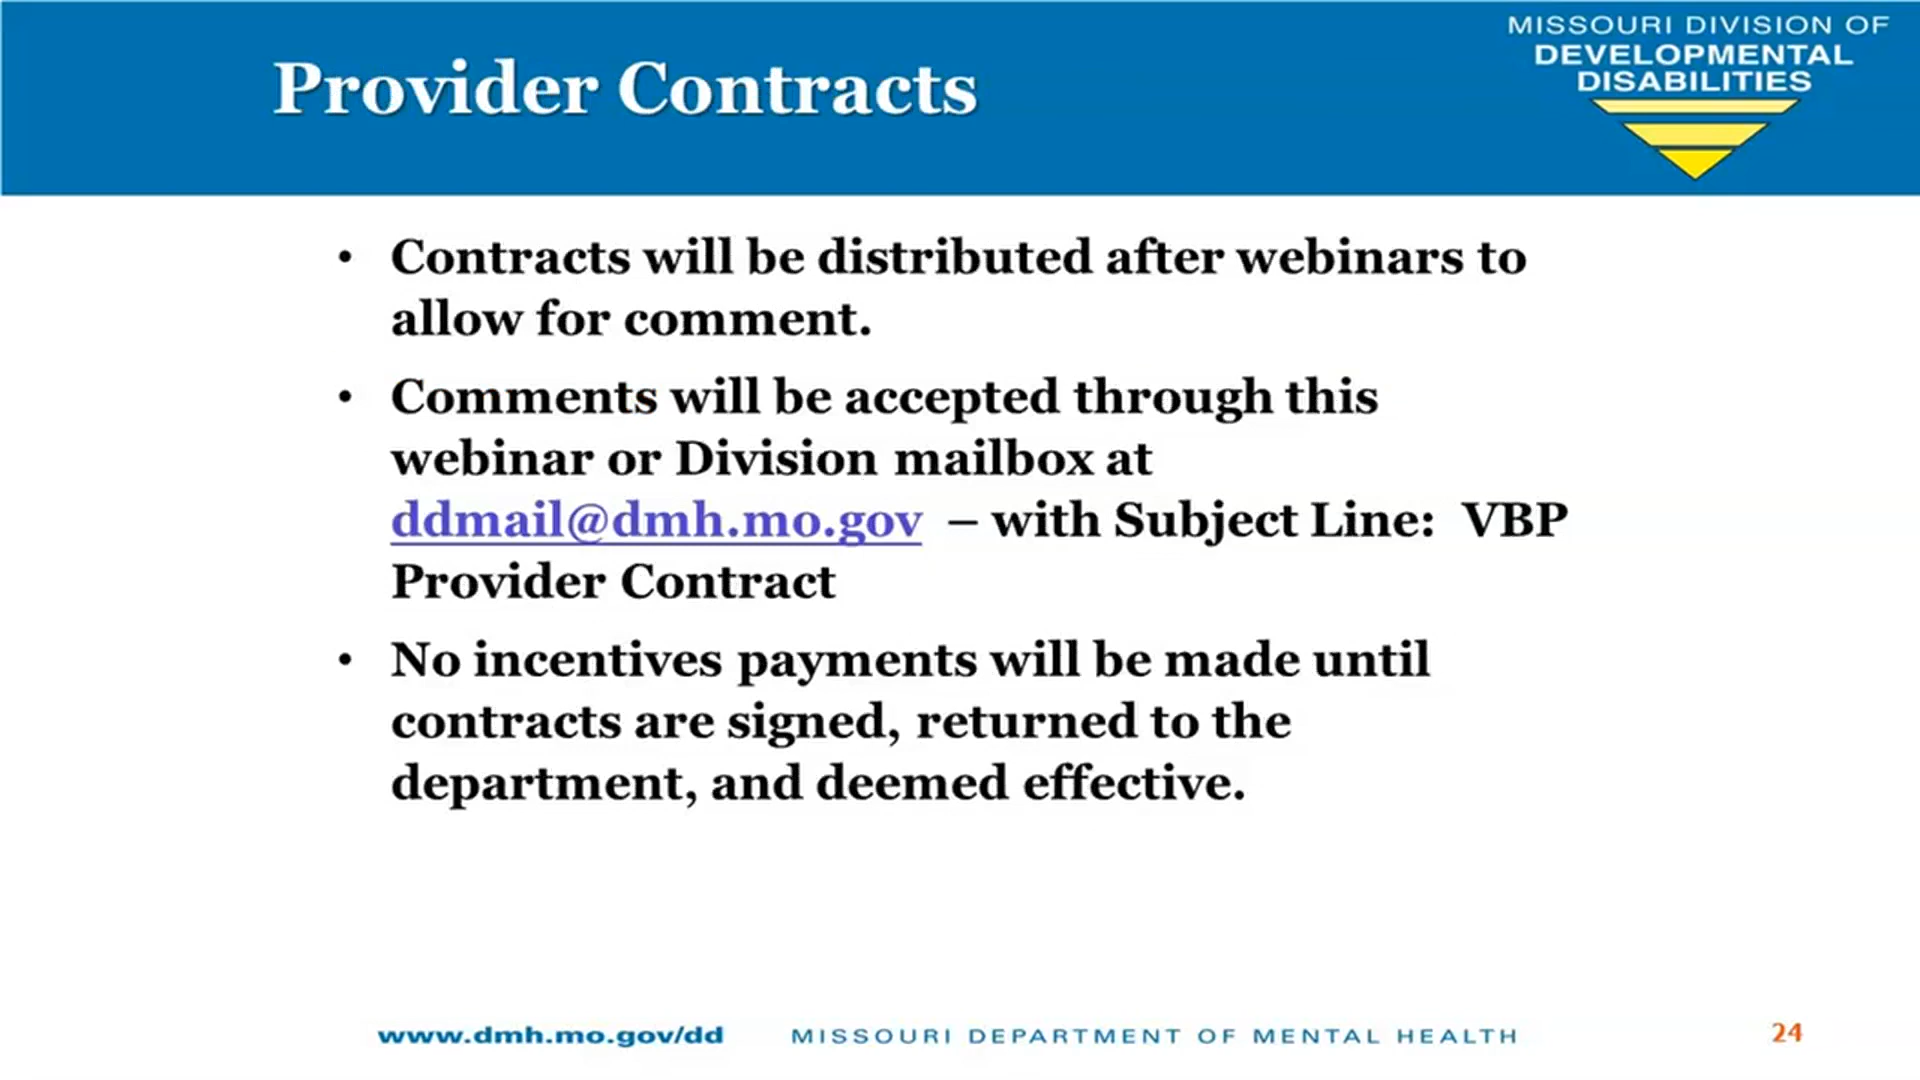 Provider Contracts
MISSOURI DIVISION OF
DEVELOPMENTAL
DISABILITIES
• Contracts will be distributed after webinars to
allow for comment.
• Comments will be accepted through this
webinar or Division mailbox at
ddmail@dmh.mo.gov – with Subject Line: VBP
Provider Contract
• No incentives payments will be made until
contracts are signed, returned to the
department, and deemed effective.
www.dmh.mo.gov/dd MISSOURI DEPARTMENT OF MENTAL HEALTH 24